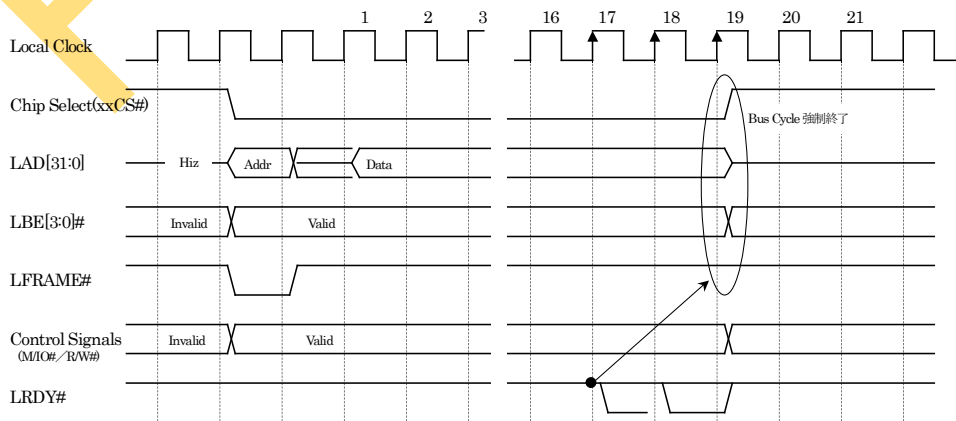 1 2 3 16 17 18 19 20 21
Local Clock
Chip Select(xxCS#)
Bus Cycle 強制終了
LAD[31:0]
Hiz Addr Data
LBE[3:0]#
Invalid Valid
LFRAME#
Control Signals
(M/IO#/R/W#)
Invalid Valid
LRDY#